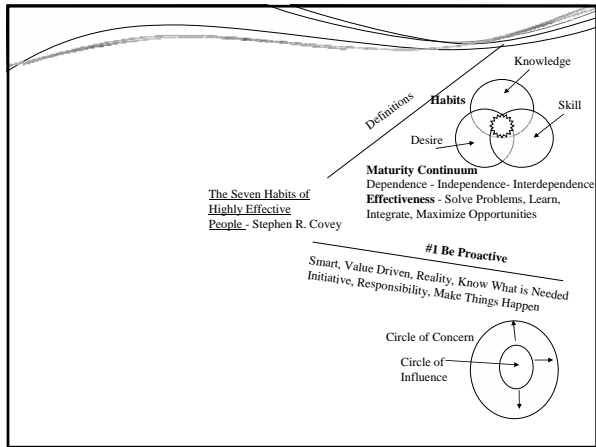 Knowledge
Habits
Skill
Definitions
Desire
Maturity Continuum
Dependence - Independence- Interdependence
Effectiveness - Solve Problems, Learn,
Integrate, Maximize Opportunities
The Seven Habits of
Highly Effective
People - Stephen R. Covey
#1 Be Proactive
Smart, Value Driven, Reality, Know What is Needed
Initiative, Responsibility, Make Things Happen
Circle of Concern
Circle of
Influence